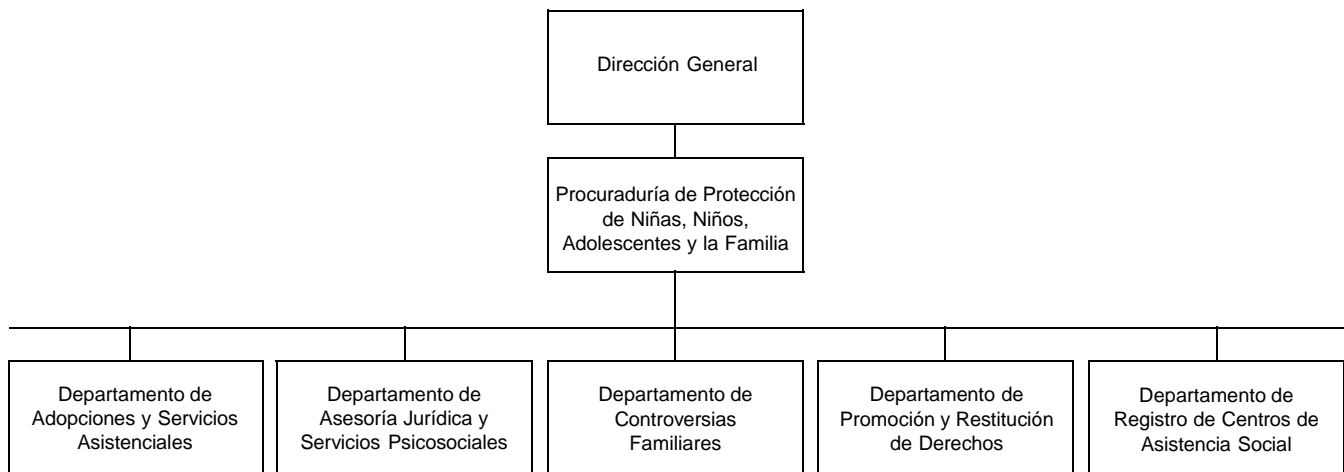 Dirección General
Procuraduría de Protección
de Niñas, Niños,
Adolescentes y la Familia
Departamento de
Adopciones y Servicios
Asistenciales
Departamento de
Asesoría Jurídica y
Servicios Psicosociales
Departamento de
Controversias
Familiares
Departamento de
Promoción y Restitución
de Derechos
Departamento de
Registro de Centros de
Asistencia Social